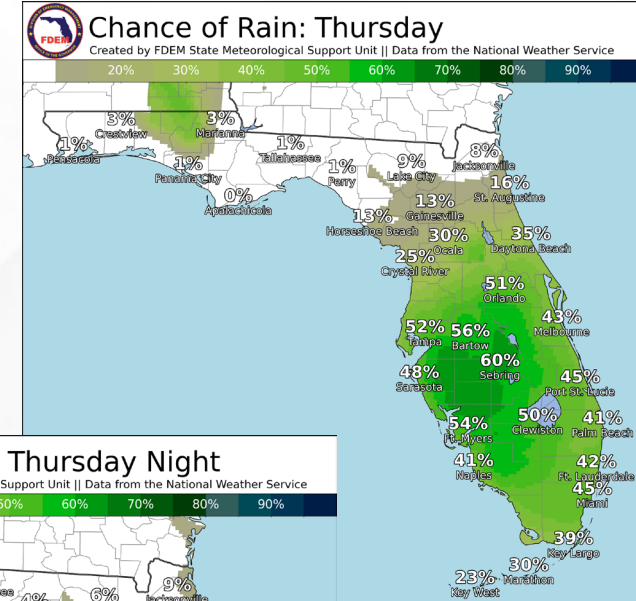 FDEM
Chance of Rain: Thursday
Created by FDEM State Meteorological Support Unit || Data from the National Weather Service
20% 30% 40% 50% 60% 70% 80% 90%
3%
Crestview
3%
Marianna
1%
Pensacola
1%
Panama City
1%
Tallahassee
0%
Apalachicola
1%
Perry
9%
Lake City
8%
Jacksonville
16%
St. Augustine
13%
Gainesville
13%
Horseshoe Beach
30%
Ocala
35%
Daytona Beach
25%
Crystal River
51%
Orlando
43%
Melbourne
52%
Tampa
56%
Bartow
60%
Sebring
48%
Sarasota
45%
Port St. Lucie
54%
Ft. Myers
50%
Clewiston
41%
Palm Beach
41%
Naples
42%
Ft. Lauderdale
45%
Miami
39%
Key Largo
30%
Marathon
23%
Key West
Thursday Night
Support Unit || Data from the National Weather Service
50% 60% 70% 80% 90%
9%
Jacksonville
6%
4%
ee